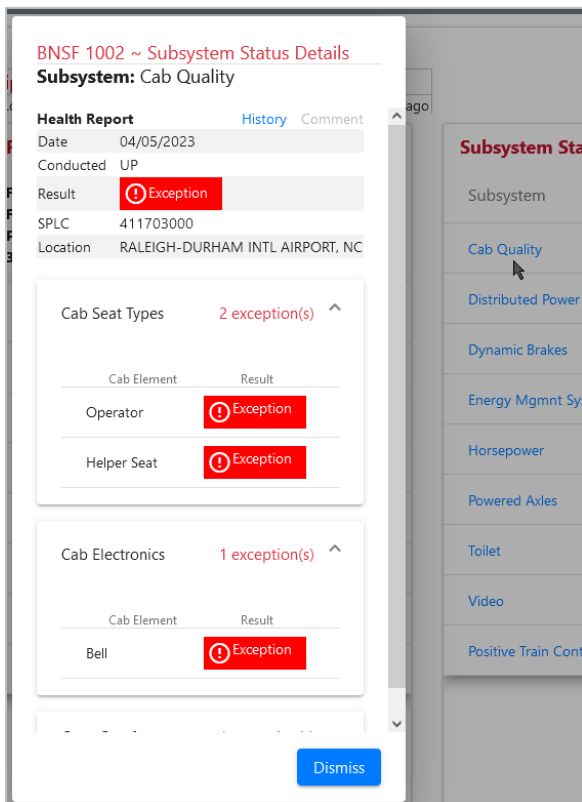 BNSF 1002 ~ Subsystem Status Details
Subsystem: Cab Quality
Health Report History Comment
Date 04/05/2023
Conducted UP
Result Exception
SPLC 411703000
Location RALEIGH-DURHAM INTL AIRPORT, NC
Cab Seat Types 2 exception(s)
Cab Element Result
Operator Exception
Helper Seat Exception
Cab Electronics 1 exception(s)
Cab Element Result
Bell Exception
Dismiss
ago
Subsystem Sta
Subsystem
Cab Quality
Distributed Power
Dynamic Brakes
Energy Mgmnt Sy
Horsepower
Powered Axles
Toilet
Video
Positive Train Cont